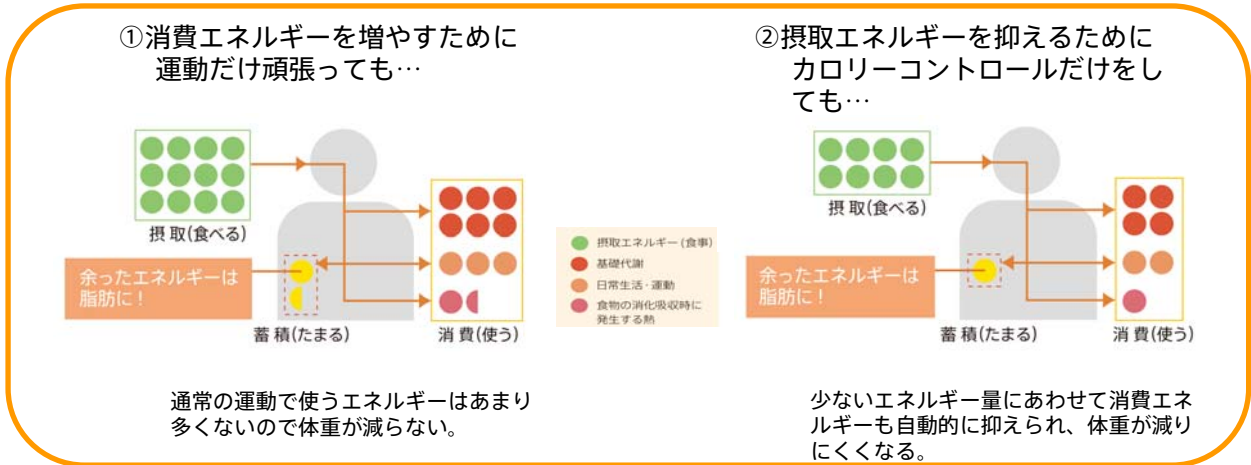 ①消費エネルギーを増やすために
運動だけ頑張っても…
摂 取(食べる)
余ったエネルギーは
脂肪に！
蓄 積(たまる)
消 費(使う)
通常の運動で使うエネルギーはあまり
多くないので体重が減らない。
摂取エネルギー(食事)
基礎代謝
日常生活・運動
食物の消化吸収時に
発生する熱
②摂取エネルギーを抑えるために
カロリーコントロールだけをし
ても…
摂 取(食べる)
余ったエネルギーは
脂肪に！
蓄 積(たまる)
消 費(使う)
少ないエネルギー量にあわせて消費エネ
ルギーも自動的に抑えられ、体重が減り
にくくなる。